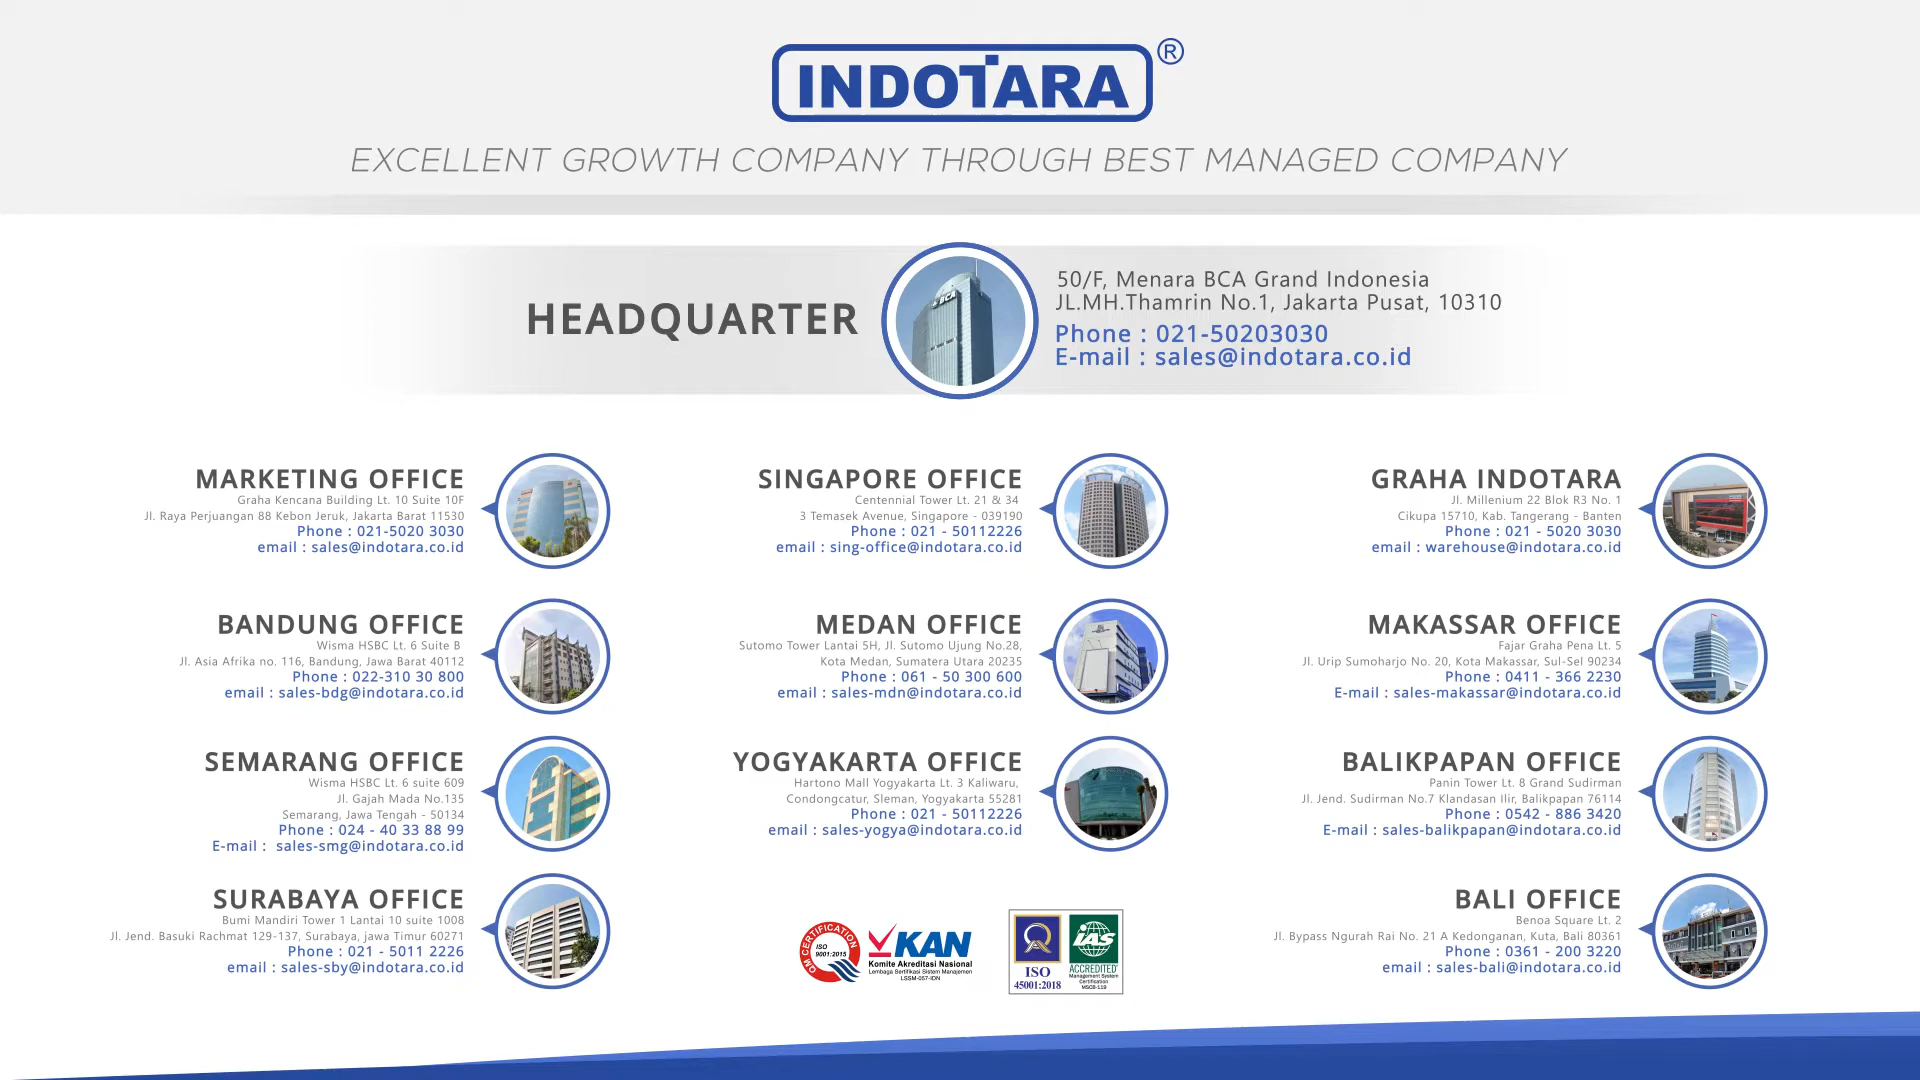 INDOTARA®
EXCELLENT GROWTH COMPANY THROUGH BEST MANAGED COMPANY
HEADQUARTER
BCA
50/F, Menara BCA Grand Indonesia
JL.MH.Thamrin No.1, Jakarta Pusat, 10310
Phone : 021-50203030
E-mail : sales@indotara.co.id
MARKETING OFFICE
Graha Kencana Building Lt. 10 Suite 10F
Jl. Raya Perjuangan 88 Kebon Jeruk, Jakarta Barat 11530
Phone : 021-5020 3030
email : sales@indotara.co.id
SINGAPORE OFFICE
Centennial Tower Lt. 21 & 34
3 Temasek Avenue, Singapore - 039190
Phone : 021 - 50112226
email : sing-office@indotara.co.id
GRAHA INDOTARA
Jl. Millenium 22 Blok R3 No. 1
Cikupa 15710, Kab. Tangerang - Banten
Phone : 021 - 5020 3030
email : warehouse@indotara.co.id
BANDUNG OFFICE
Wisma HSBC Lt. 6 Suite B
Jl. Asia Afrika no. 116, Bandung, Jawa Barat 40112
Phone : 022-310 30 800
email : sales-bdg@indotara.co.id
MEDAN OFFICE
Sutomo Tower Lantai 5H, Jl. Sutomo Ujung No.28,
Kota Medan, Sumatera Utara 20235
Phone : 061 - 50 300 600
email : sales-mdn@indotara.co.id
MAKASSAR OFFICE
Fajar Graha Pena Lt. 5
Jl. Urip Sumoharjo No. 20, Kota Makassar, Sul-Sel 90234
Phone : 0411 - 366 2230
E-mail : sales-makassar@indotara.co.id
SEMARANG OFFICE
Wisma HSBC Lt. 6 suite 609
Jl. Gajah Mada No.135
Semarang, Jawa Tengah - 50134
Phone : 024 - 40 33 88 99
E-mail : sales-smg@indotara.co.id
YOGYAKARTA OFFICE
Hartono Mall Yogyakarta Lt. 3 Kaliwaru,
Condongcatur, Sleman, Yogyakarta 55281
Phone : 021 - 50112226
email : sales-yogya@indotara.co.id
BALIKPAPAN OFFICE
Panin Tower Lt. 8 Grand Sudirman
Jl. Jend. Sudirman No.7 Klandasan Ilir, Balikpapan 76114
Phone : 0542 - 886 3420
E-mail : sales-balikpapan@indotara.co.id
SURABAYA OFFICE
Bumi Mandiri Tower 1 Lantai 10 suite 1008
Jl. Jend. Basuki Rachmat 129-137, Surabaya, jawa Timur 60271
Phone : 021 - 5011 2226
email : sales-sby@indotara.co.id
QM CERTIFICATION
ISO
9001:2015
KAN
Komite Akreditasi Nasional
Lembaga Sertifikasi Sistem Manajemen
LSSM-057-IDN
ISO
45001:2018
IAS
ACCREDITED
Management System
Certification
MSCB-119
BALI OFFICE
Benoa Square Lt. 2
Jl. Bypass Ngurah Rai No. 21 A Kedonganan, Kuta, Bali 80361
Phone : 0361 - 200 3220
email : sales-bali@indotara.co.id